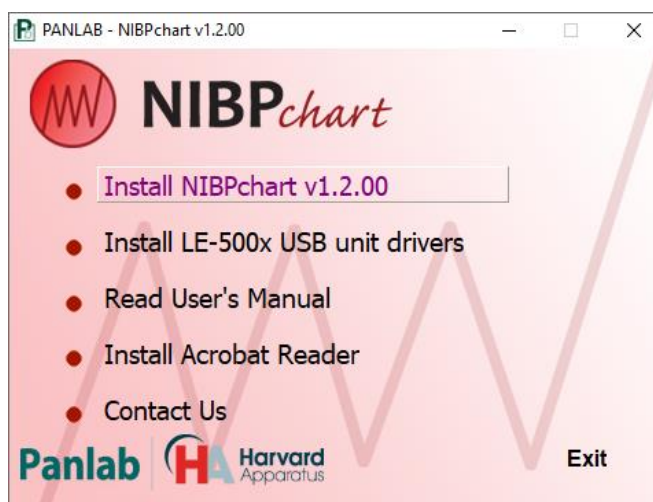 PANLAB - NIBPchart v1.2.00
NIBPchart
Install NIBPchart v1.2.00
Install LE-500x USB unit drivers
Read User's Manual
Install Acrobat Reader
Contact Us
Panlab HA Harvard Apparatus
Exit